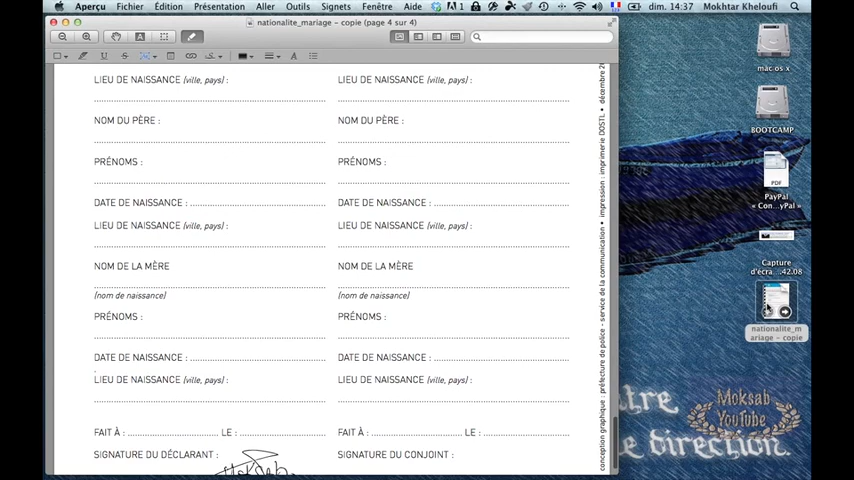 Aperçu Fichier Édition Présentation Aller Outils Signets Fenêtre Aide 1 dim. 14:37 Mokhtar Kheloufi
nationalite_mariage – copie (page 4 sur 4)
LIEU DE NAISSANCE (ville, pays) : LIEU DE NAISSANCE (ville, pays) :
NOM DU PÈRE : NOM DU PÈRE :
PRÉNOMS : PRÉNOMS :
DATE DE NAISSANCE : DATE DE NAISSANCE :
LIEU DE NAISSANCE (ville, pays) : LIEU DE NAISSANCE (ville, pays) :
NOM DE LA MÈRE NOM DE LA MÈRE
(nom de naissance) (nom de naissance)
PRÉNOMS : PRÉNOMS :
DATE DE NAISSANCE : DATE DE NAISSANCE :
LIEU DE NAISSANCE (ville, pays) : LIEU DE NAISSANCE (ville, pays) :
FAIT À : LE : FAIT À : LE :
SIGNATURE DU DÉCLARANT : SIGNATURE DU CONJOINT :
MokSab
conception graphique : préfecture de police - service de la communication • impression : imprimerie DOSTL • décembre 20
mac os x
BOOTCAMP
PDF
PayPal
« Con...yPal »
Capture
d'écra...42.08
nationalite_m
ariage – copie
Moksab
YouTube
tre
e direction.